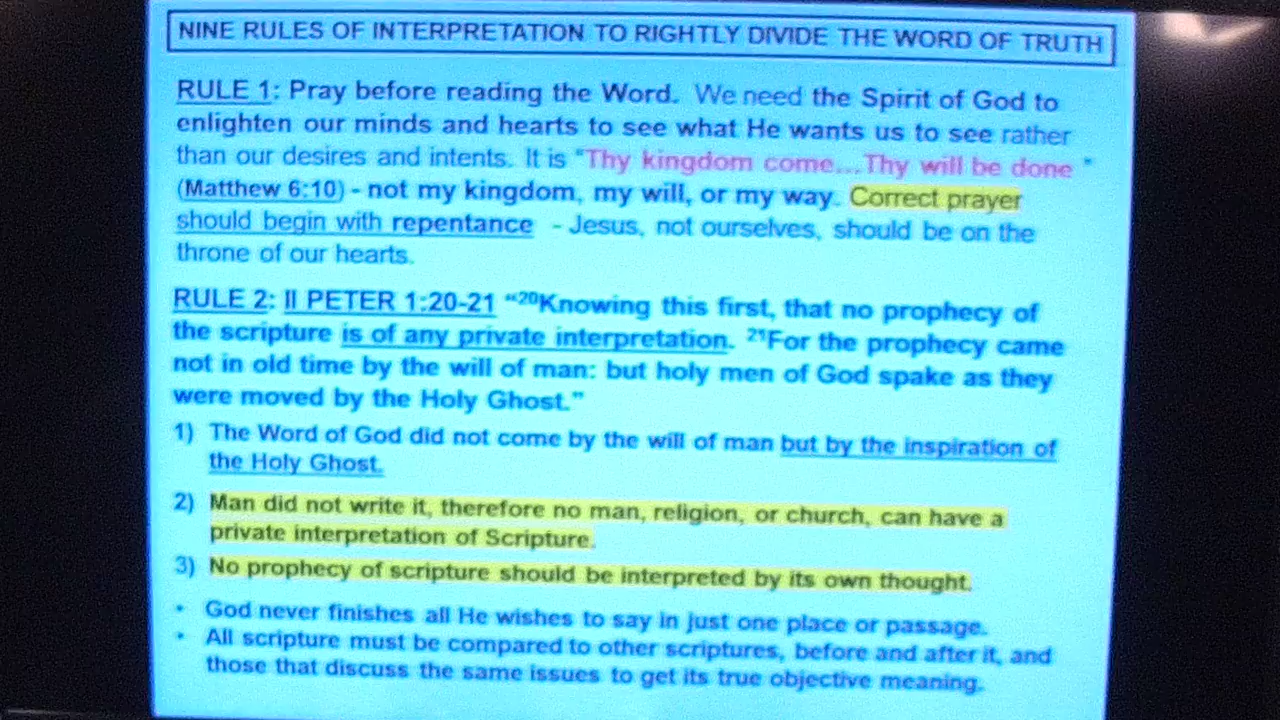 NINE RULES OF INTERPRETATION TO RIGHTLY DIVIDE THE WORD OF TRUTH
RULE 1: Pray before reading the Word. We need the Spirit of God to
enlighten our minds and hearts to see what He wants us to see rather
than our desires and intents. It is "Thy kingdom come...Thy will be done "
(Matthew 6:10) - not my kingdom, my will, or my way. Correct prayer
should begin with repentance - Jesus, not ourselves, should be on the
throne of our hearts.
RULE 2: II PETER 1:20-21 “²⁰Knowing this first, that no prophecy of
the scripture is of any private interpretation. ²¹For the prophecy came
not in old time by the will of man: but holy men of God spake as they
were moved by the Holy Ghost.”
1) The Word of God did not come by the will of man but by the inspiration of
the Holy Ghost.
2) Man did not write it, therefore no man, religion, or church, can have a
private interpretation of Scripture.
3) No prophecy of scripture should be interpreted by its own thought.
• God never finishes all He wishes to say in just one place or passage.
• All scripture must be compared to other scriptures, before and after it, and
those that discuss the same issues to get its true objective meaning.